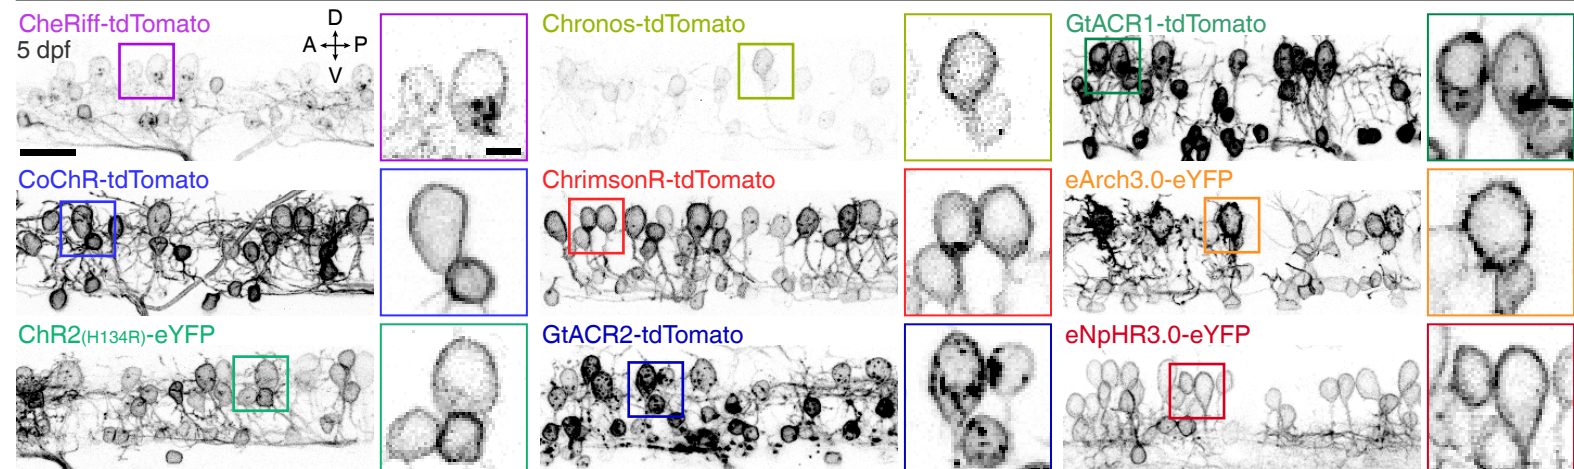 CheRiff-tdTomato
5 dpf
D
A P
V
Chronos-tdTomato
GtACR1-tdTomato
CoChR-tdTomato
ChrimsonR-tdTomato
eArch3.0-eYFP
ChR2(H134R)-eYFP
GtACR2-tdTomato
eNpHR3.0-eYFP